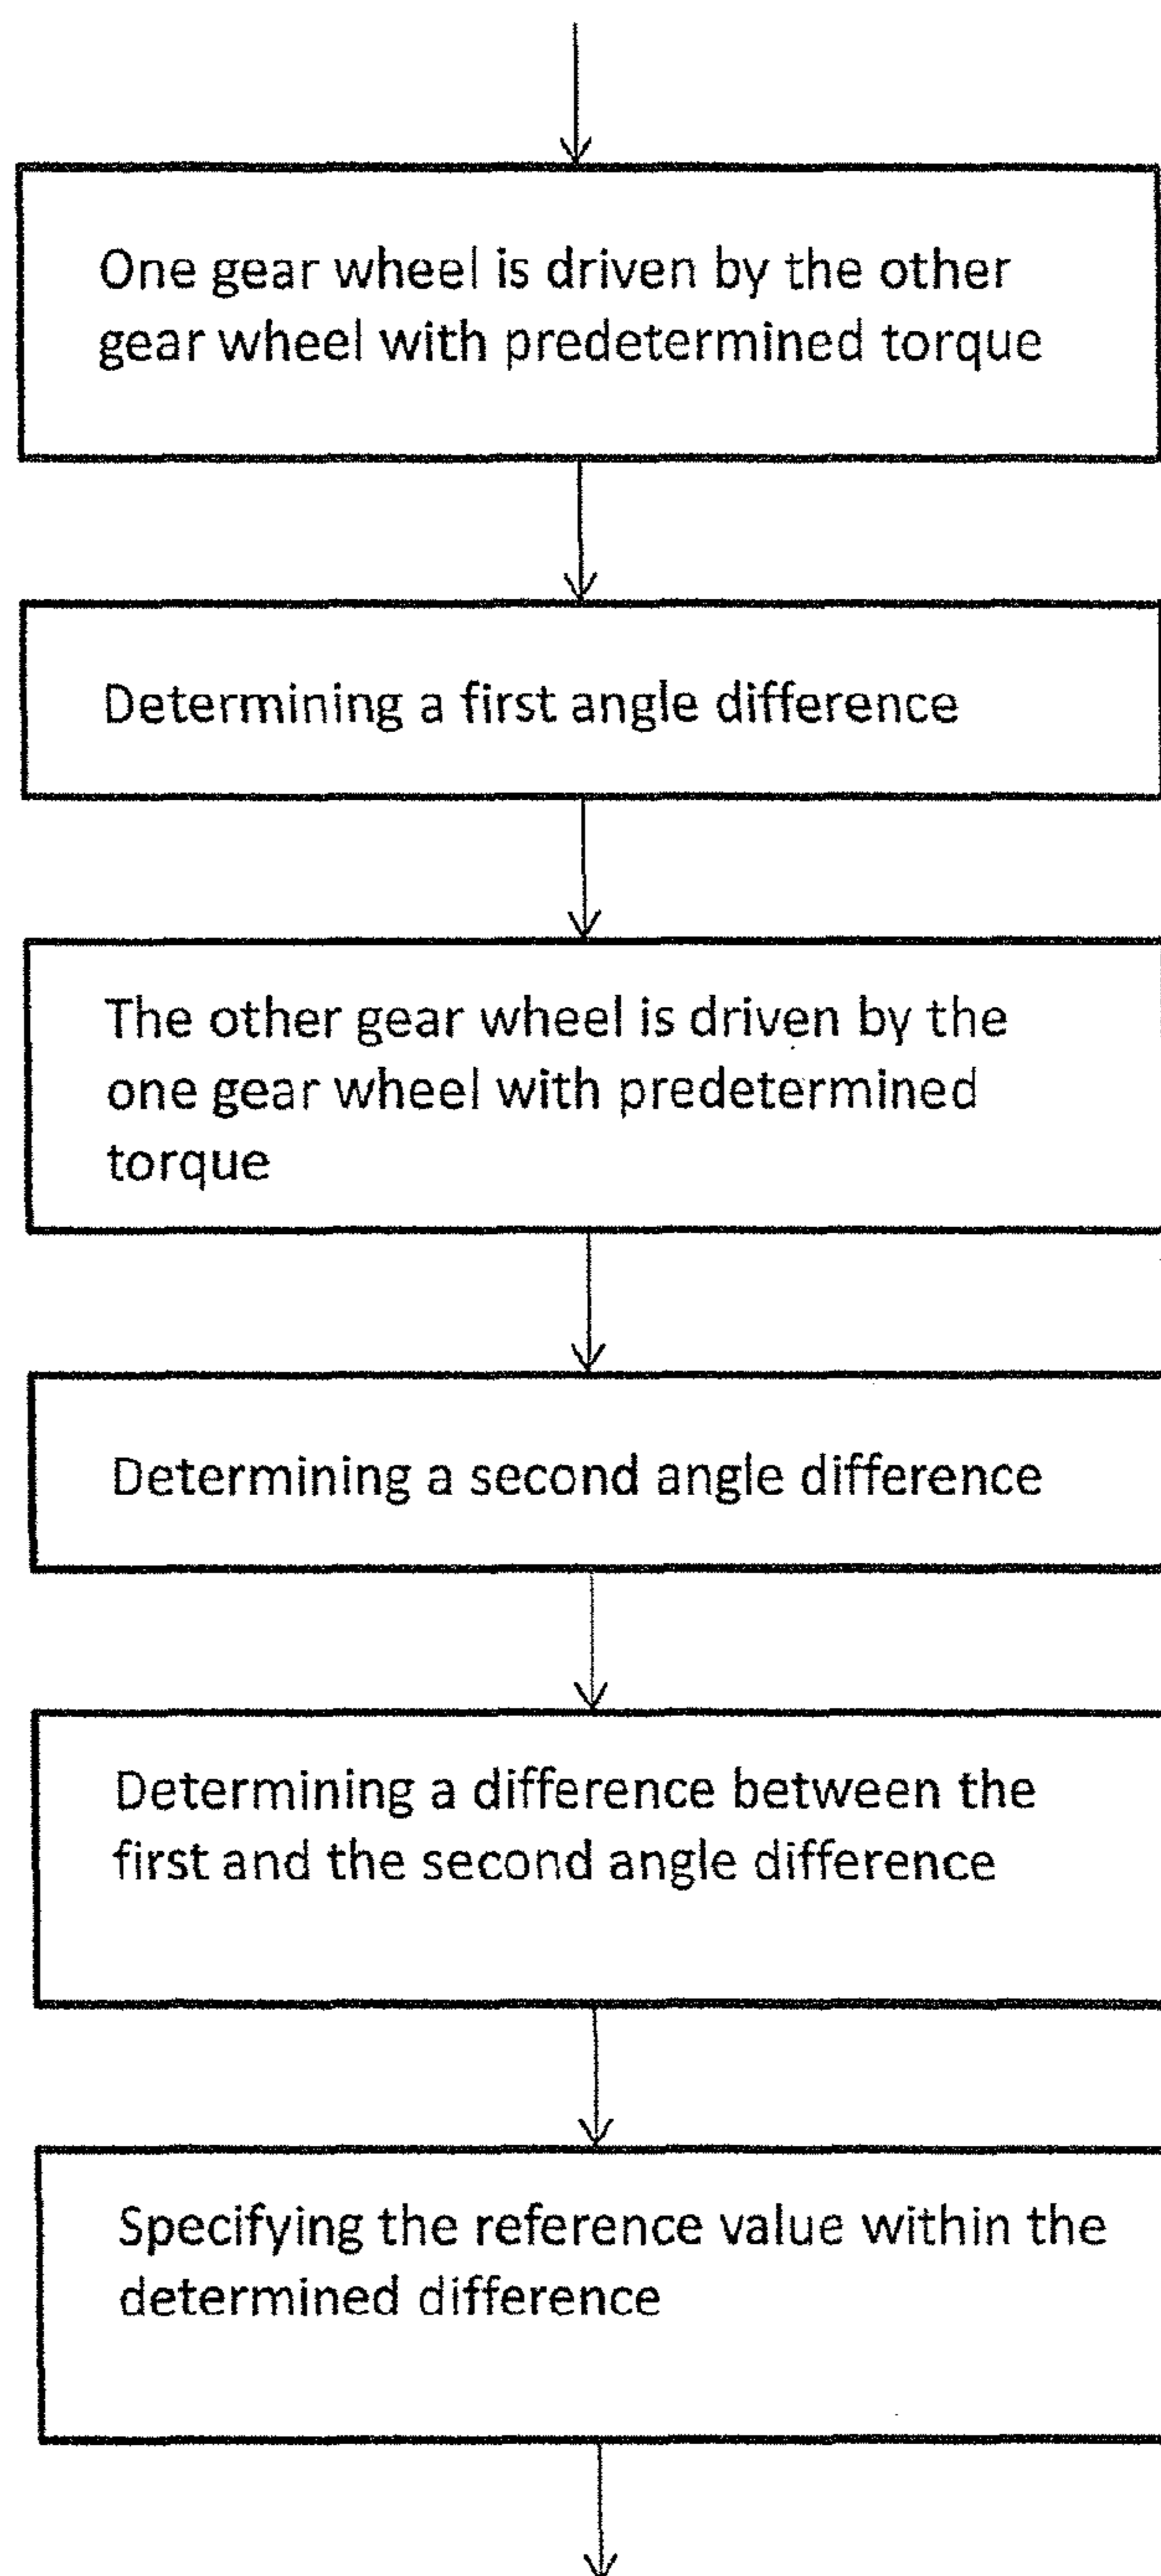 One gear wheel is driven by the other
gear wheel with predetermined torque
Determining a first angle difference
The other gear wheel is driven by the
one gear wheel with predetermined
torque
Determining a second angle difference
Determining a difference between the
first and the second angle difference
Specifying the reference value within the
determined difference